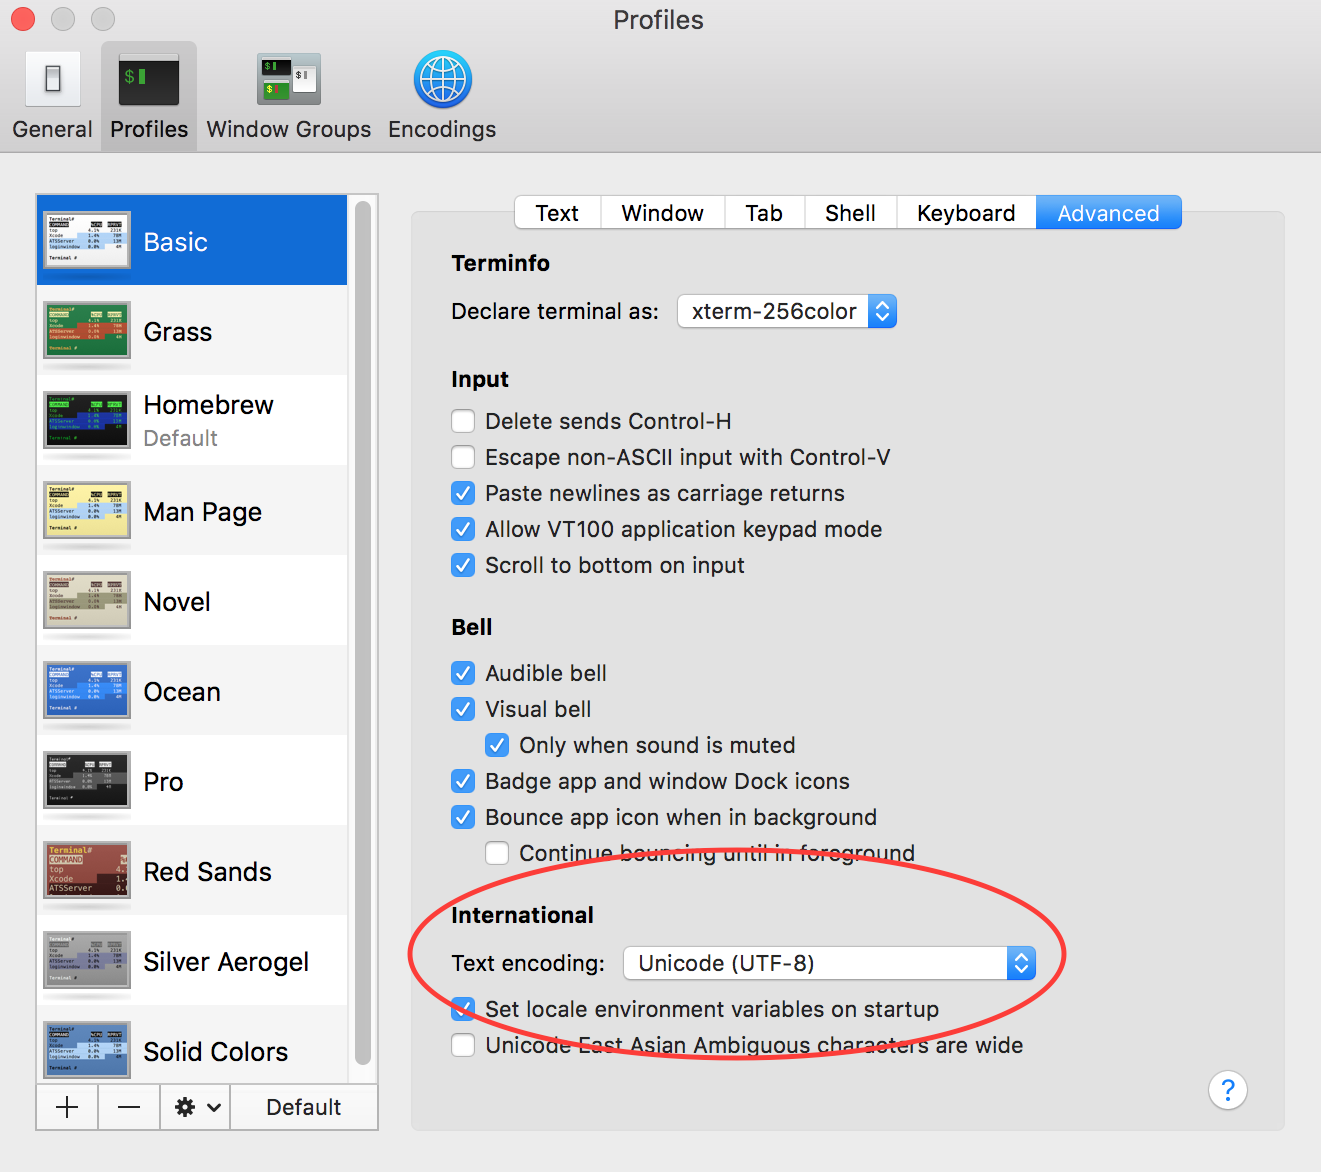 Profiles
General Profiles Window Groups Encodings
Basic
Grass
Homebrew
Default
Man Page
Novel
Ocean
Pro
Red Sands
Silver Aerogel
Solid Colors
Default
Text Window Tab Shell Keyboard Advanced
Terminfo
Declare terminal as: xterm-256color
Input
Delete sends Control-H
Escape non-ASCII input with Control-V
Paste newlines as carriage returns
Allow VT100 application keypad mode
Scroll to bottom on input
Bell
Audible bell
Visual bell
Only when sound is muted
Badge app and window Dock icons
Bounce app icon when in background
Continue bouncing until in foreground
International
Text encoding: Unicode (UTF-8)
Set locale environment variables on startup
Unicode East Asian Ambiguous characters are wide
?